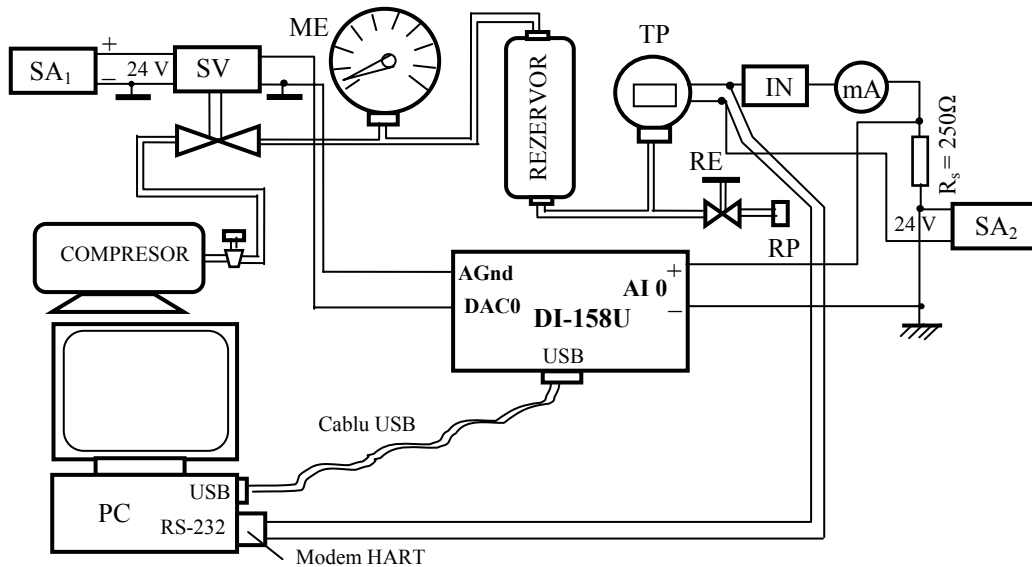 ME
TP
SA₁
+
–
24 V
SV
REZERVOR
IN
mA
Rₛ = 250Ω
RE
RP
24 V
SA₂
COMPRESOR
AGnd
DAC0
AI 0
+
–
DI-158U
USB
Cablu USB
PC
USB
RS-232
Modem HART